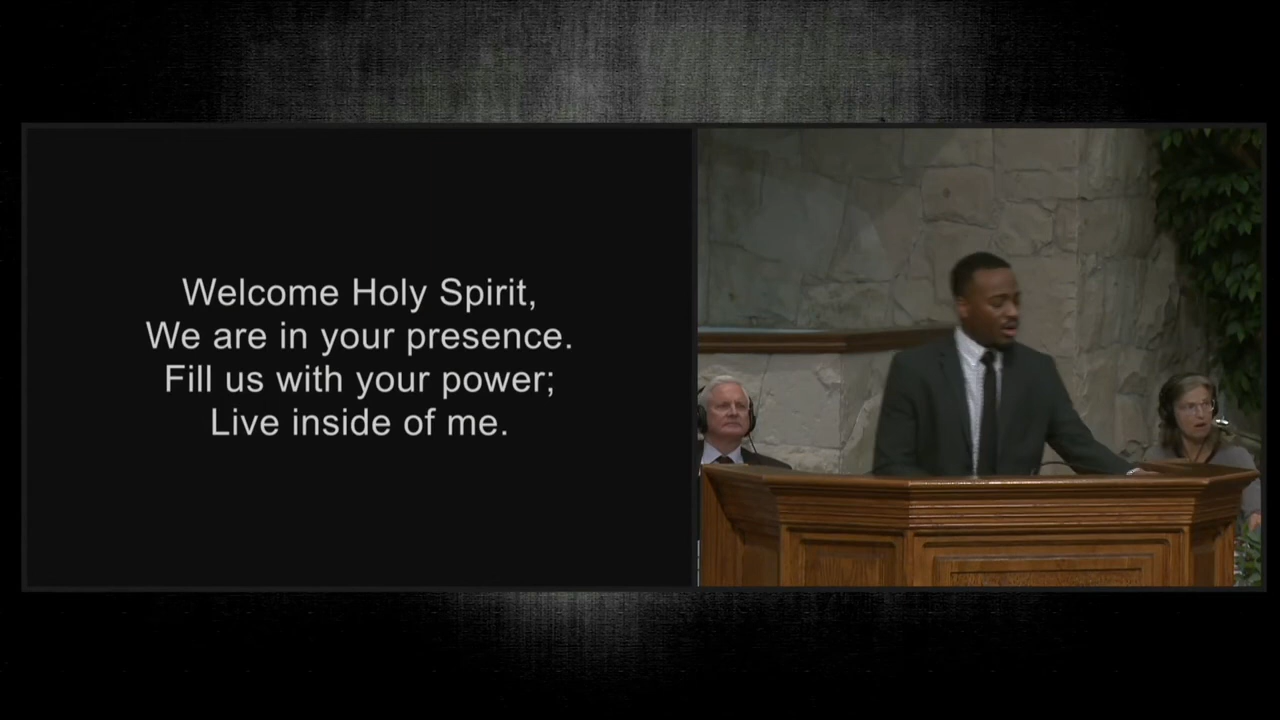 Welcome Holy Spirit,
We are in your presence.
Fill us with your power;
Live inside of me.